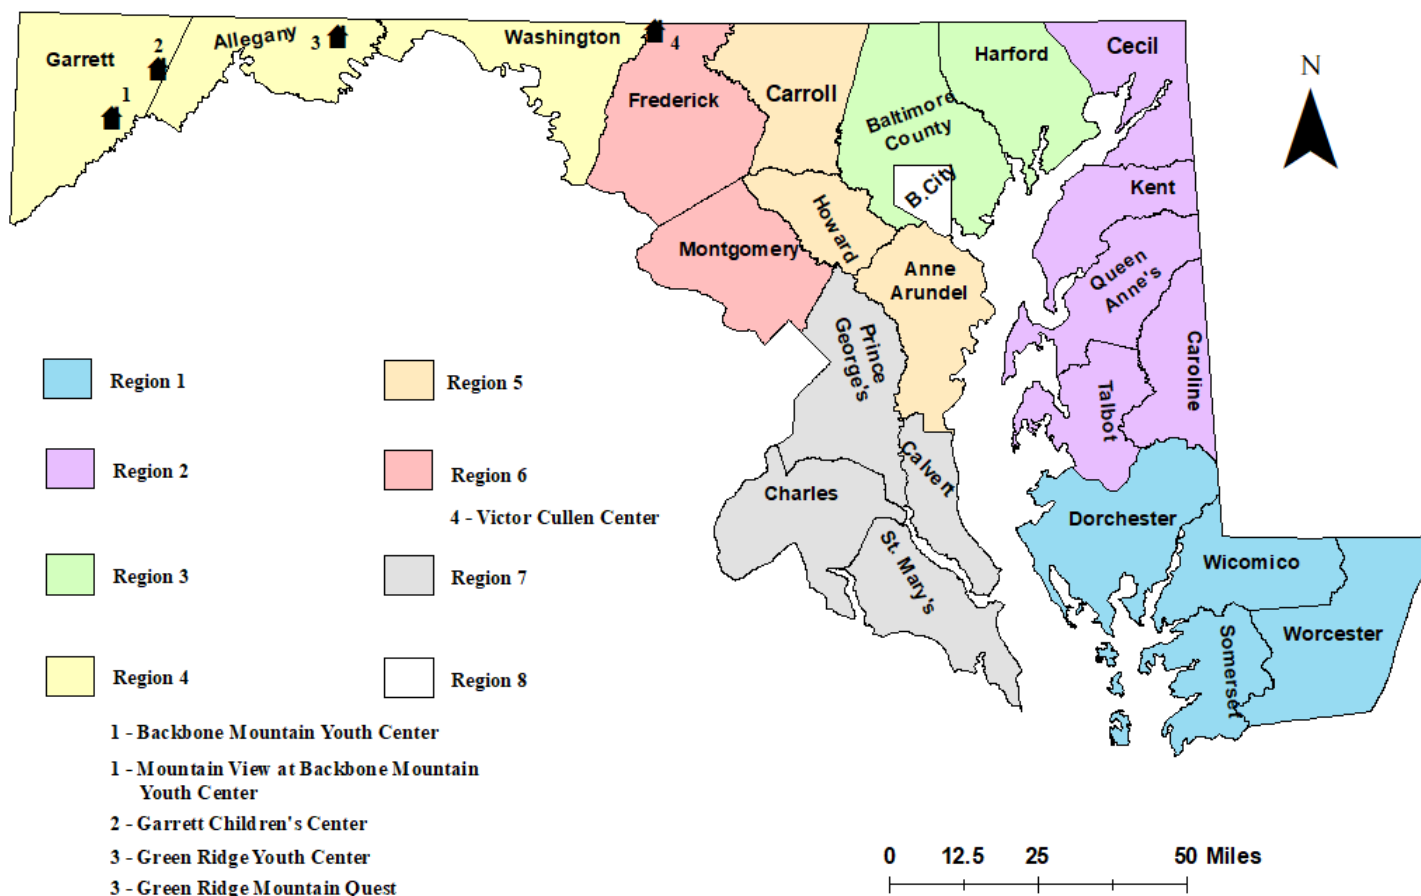 Garrett
2
1
Allegany
3
Washington
4
Frederick
Carroll
Baltimore
County
Harford
Cecil
N
B.City
Kent
Howard
Montgomery
Anne
Arundel
Queen
Anne's
Prince
George's
Talbot
Caroline
Calvert
Charles
St. Mary's
Dorchester
Wicomico
Somerset
Worcester
Region 1
Region 2
Region 3
Region 4
1 - Backbone Mountain Youth Center
1 - Mountain View at Backbone Mountain
Youth Center
2 - Garrett Children's Center
3 - Green Ridge Youth Center
3 - Green Ridge Mountain Quest
Region 5
Region 6
4 - Victor Cullen Center
Region 7
Region 8
0 12.5 25 50 Miles